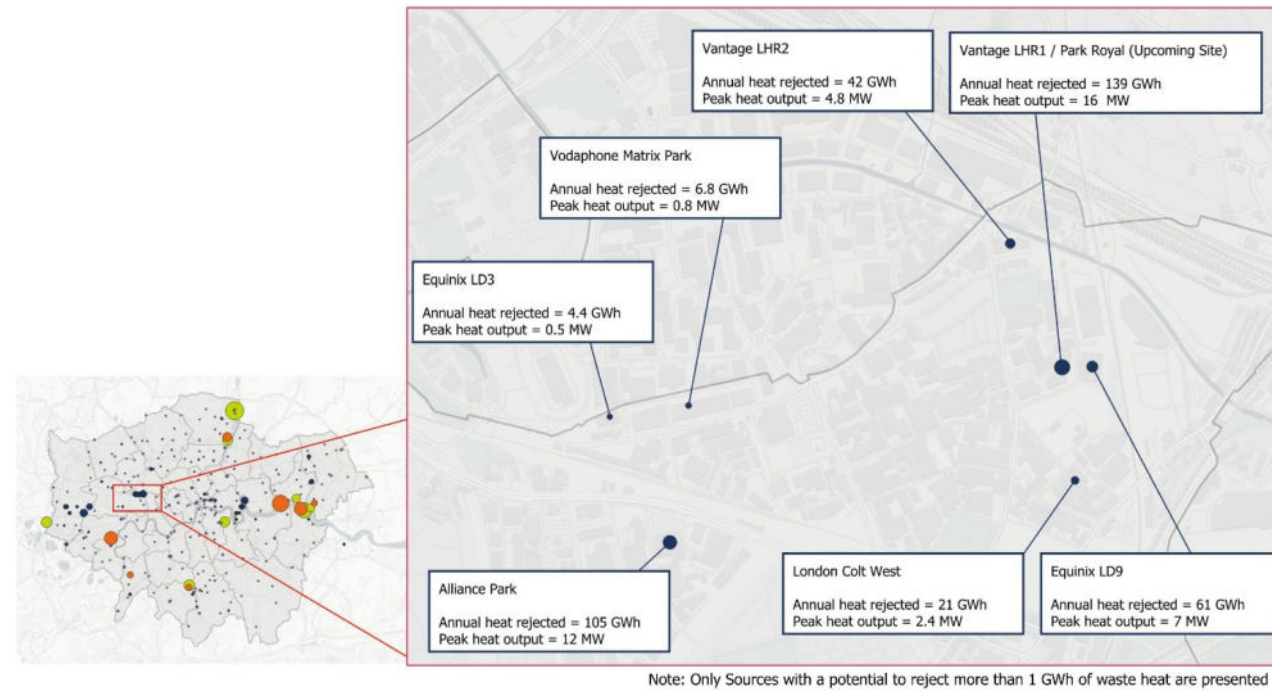 Vantage LHR2
Annual heat rejected = 42 GWh
Peak heat output = 4.8 MW
Vantage LHR1 / Park Royal (Upcoming Site)
Annual heat rejected = 139 GWh
Peak heat output = 16 MW
Vodaphone Matrix Park
Annual heat rejected = 6.8 GWh
Peak heat output = 0.8 MW
Equinix LD3
Annual heat rejected = 4.4 GWh
Peak heat output = 0.5 MW
Alliance Park
Annual heat rejected = 105 GWh
Peak heat output = 12 MW
London Colt West
Annual heat rejected = 21 GWh
Peak heat output = 2.4 MW
Equinix LD9
Annual heat rejected = 61 GWh
Peak heat output = 7 MW
Note: Only Sources with a potential to reject more than 1 GWh of waste heat are presented